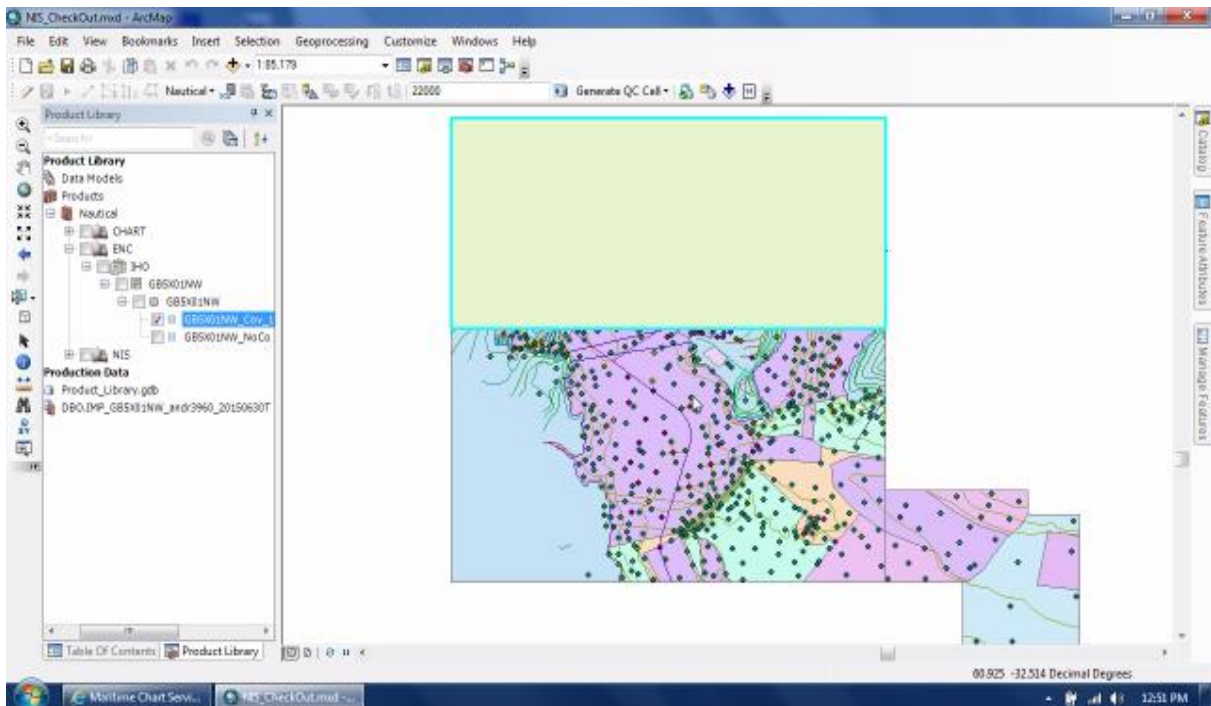 NIS_CheckOut.mxd - ArcMap
File Edit View Bookmarks Insert Selection Geoprocessing Customize Windows Help
1:85,179
Nautical 22000 Generate QC Cell
Product Library
Product Library
Data Models
Products
Nautical
CHART
ENC
IHO
GB5X01NW
GB5X01NW
GB5X01NW_Cov_1
GB5X01NW_NoCo
NIS
Production Data
Product_Library.gdb
DBO.IMP_GB5X01NW_andr3960_20150630T
Table Of Contents Product Library
Catalog
Feature Attributes
Manage Features
60.925 -32.514 Decimal Degrees
Maritime Chart Servi... NIS_CheckOut.mxd -...
12:51 PM